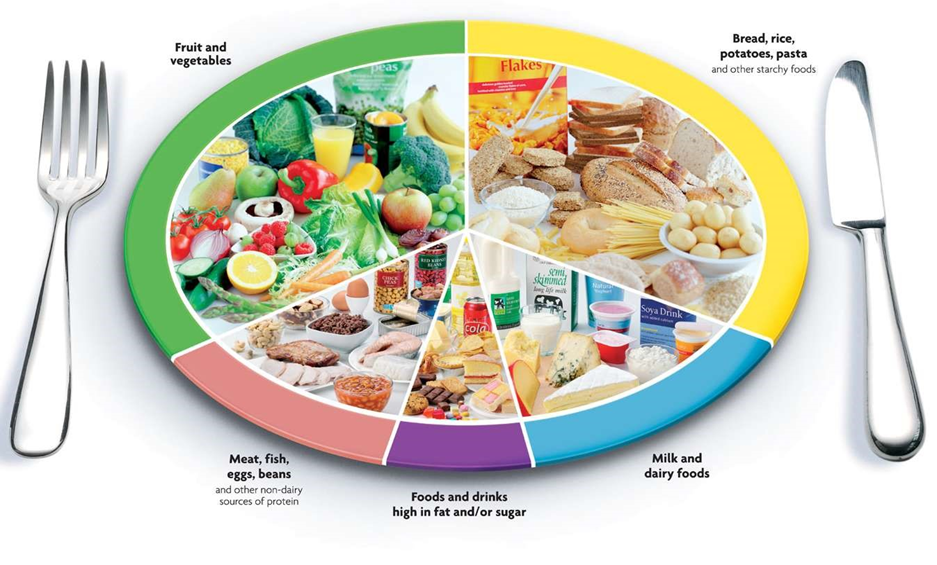 Fruit and
vegetables
Bread, rice,
potatoes, pasta
and other starchy foods
peas
Flakes
CHICK
PEAS
RED KIDNEY
BEANS
cola
semi
skimmed
long life milk
Natural
Soya Drink
Meat, fish,
eggs, beans
and other non-dairy
sources of protein
Foods and drinks
high in fat and/or sugar
Milk and
dairy foods